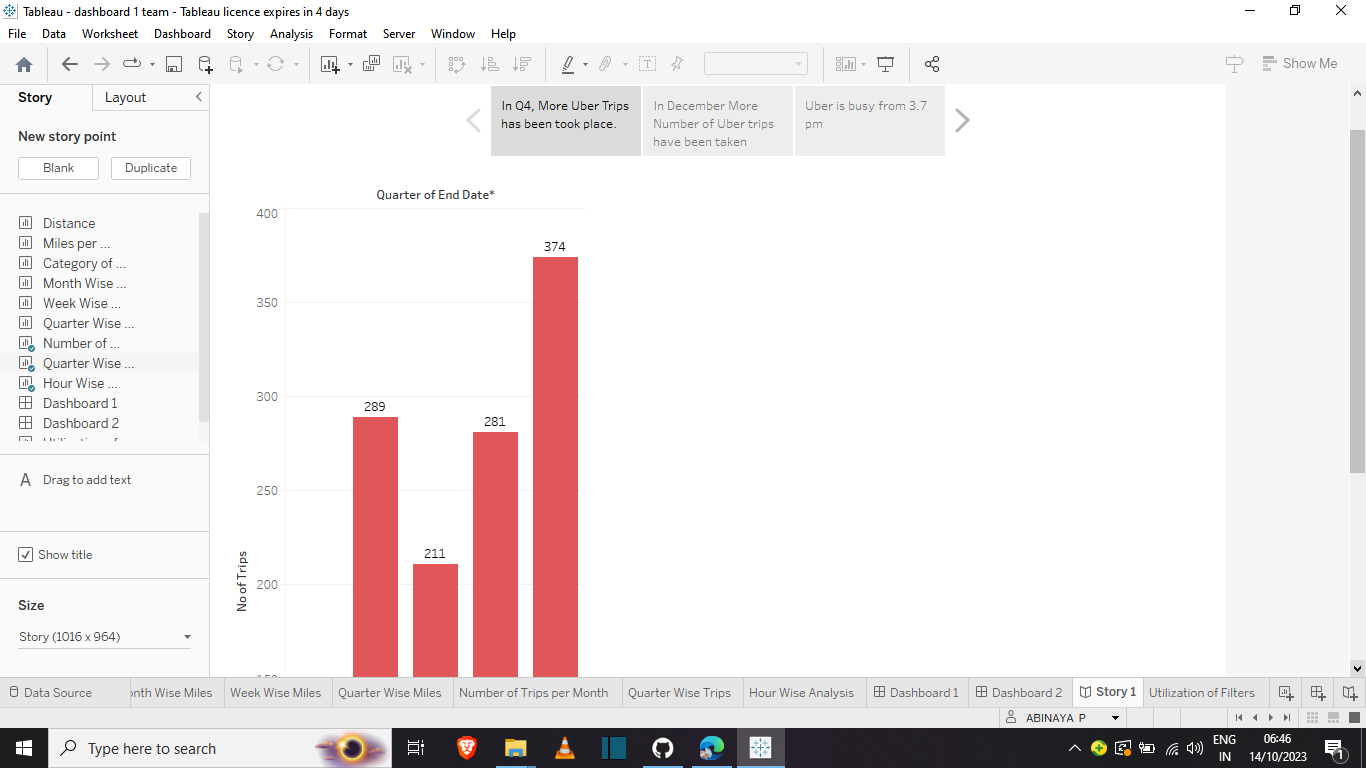 Tableau - dashboard 1 team - Tableau licence expires in 4 days
File Data Worksheet Dashboard Story Analysis Format Server Window Help
Show Me
Story Layout
New story point
Blank Duplicate
Distance
Miles per ...
Category of ...
Month Wise ...
Week Wise ...
Quarter Wise ...
Number of ...
Quarter Wise ...
Hour Wise ...
Dashboard 1
Dashboard 2
A Drag to add text
Show title
Size
Story (1016 x 964)
In Q4, More Uber Trips
has been took place.
In December More
Number of Uber trips
have been taken
Uber is busy from 3.7
pm
Quarter of End Date*
400
374
350
300
289
281
250
211
200
No of Trips
Data Source nth Wise Miles Week Wise Miles Quarter Wise Miles Number of Trips per Month Quarter Wise Trips Hour Wise Analysis Dashboard 1 Dashboard 2 Story 1 Utilization of Filters
ABINAYA P
Type here to search
ENG
IN
06:46
14/10/2023
1